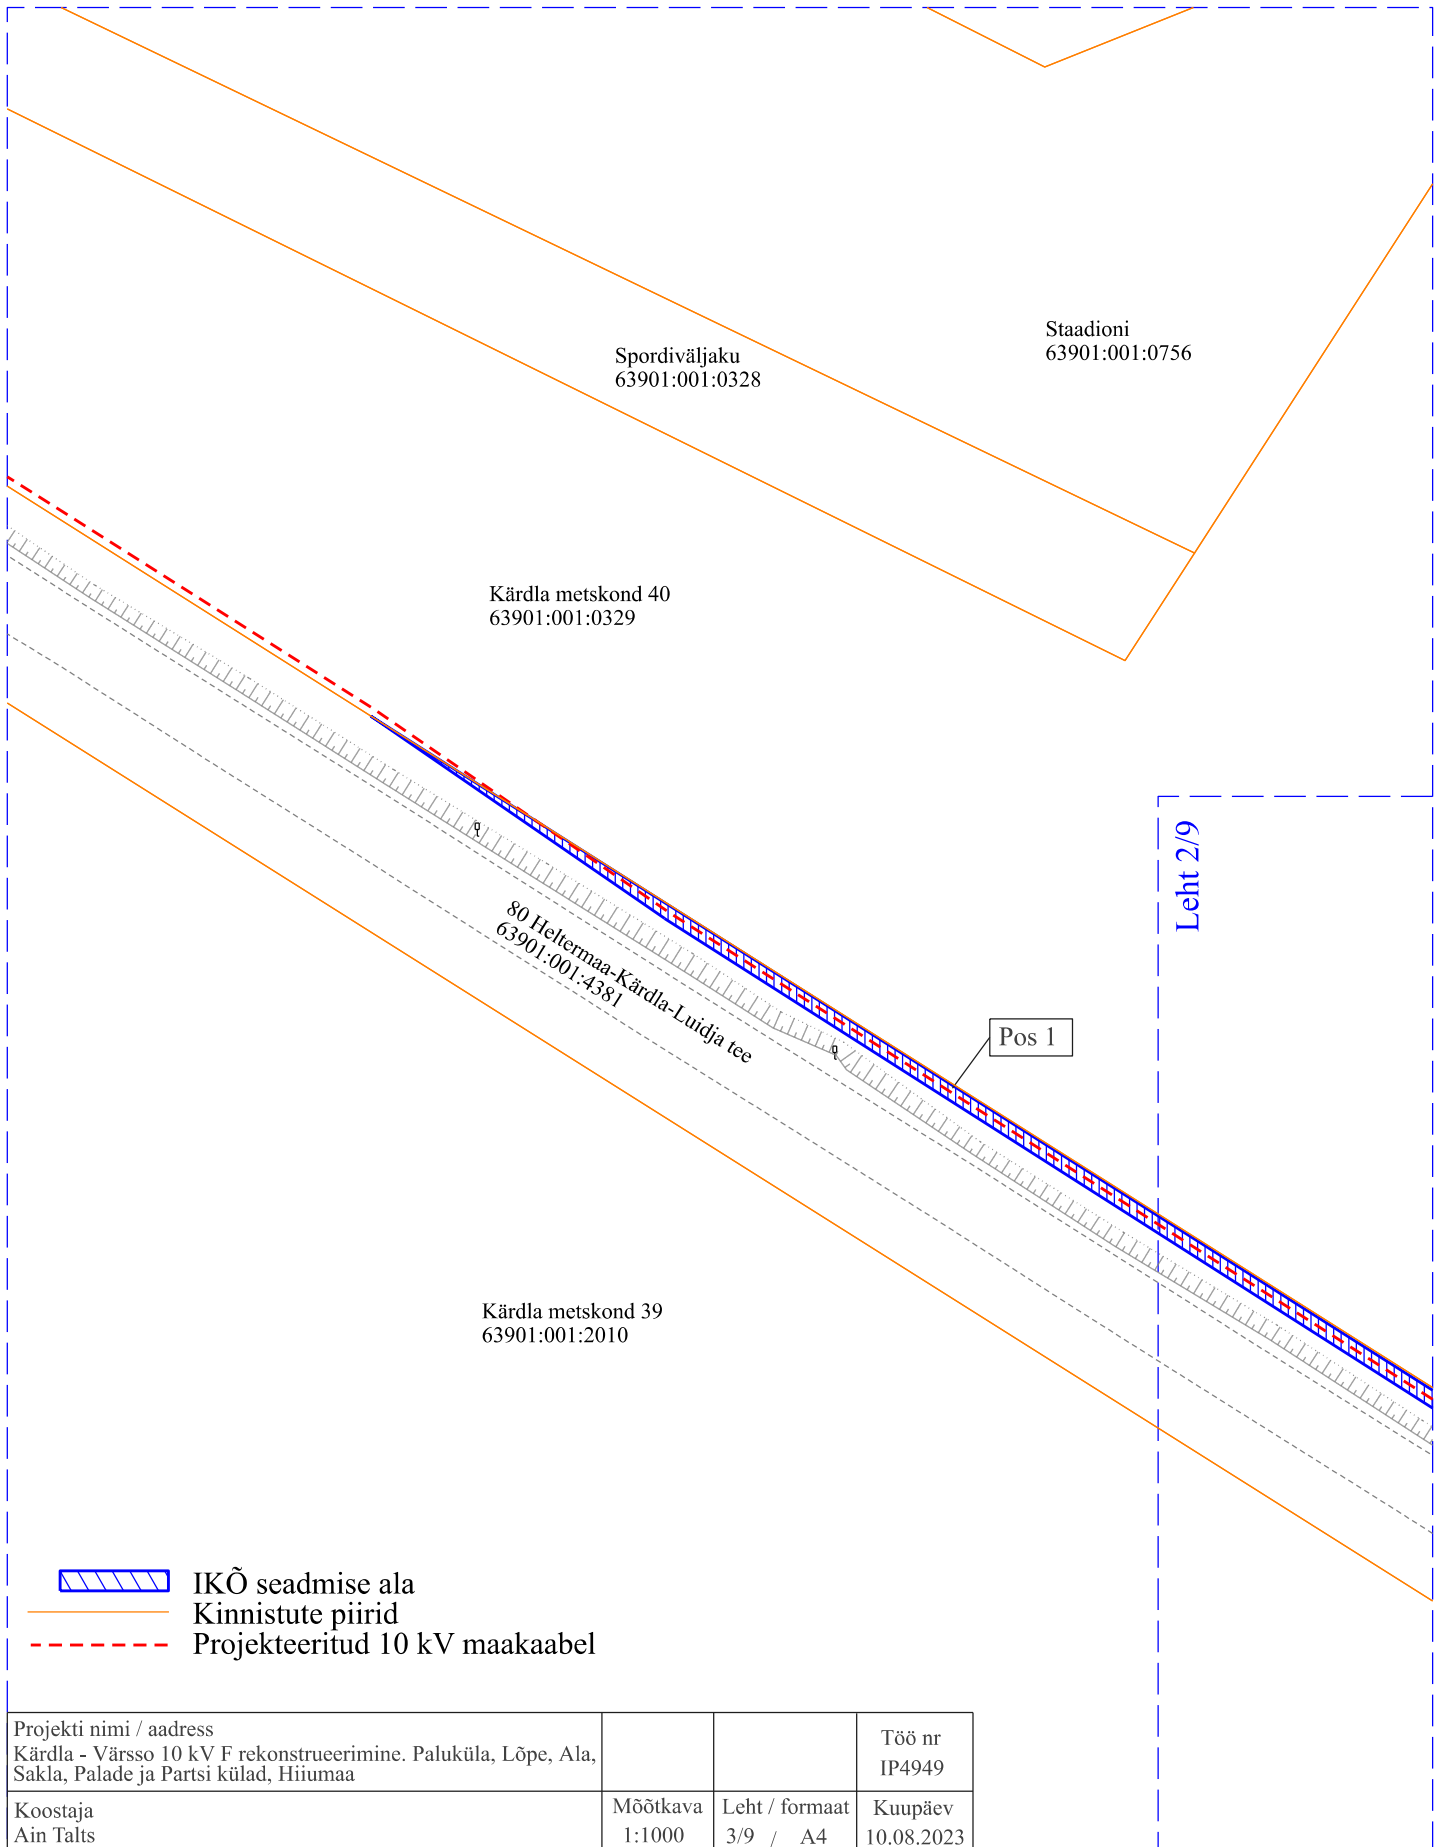 Staadioni
63901:001:0756
Spordiväljaku
63901:001:0328
Kärdla metskond 40
63901:001:0329
Leht 2/9
80 Heltermaa-Kärdla-Luidja tee
63901:001:4381
Pos 1
Kärdla metskond 39
63901:001:2010
IKÕ seadmise ala
Kinnistute piirid
Projekteeritud 10 kV maakaabel
Projekti nimi / aadress
Kärdla - Värsso 10 kV F rekonstrueerimine. Paluküla, Lõpe, Ala,
Sakla, Palade ja Partsi külad, Hiiumaa
Töö nr
IP4949
Koostaja
Ain Talts
Mõõtkava
1:1000
Leht / formaat
3/9 / A4
Kuupäev
10.08.2023